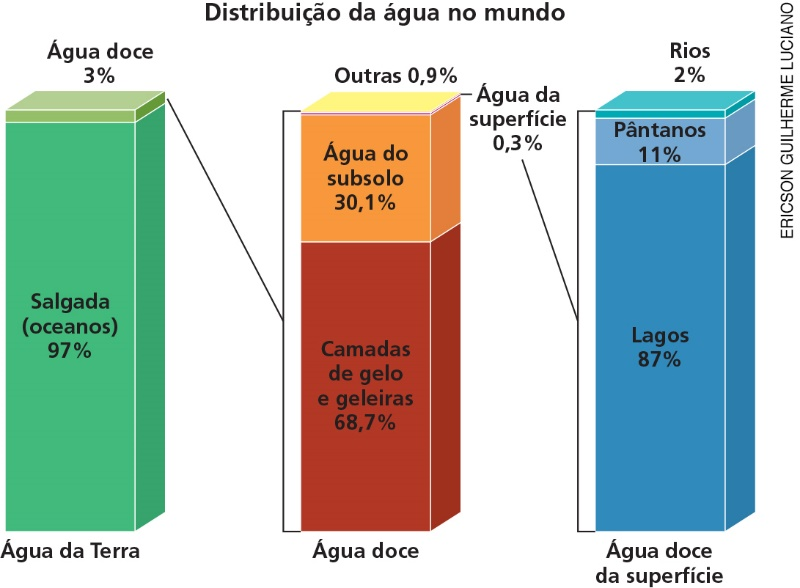 Distribuição da água no mundo
Água doce
3%
Salgada
(oceanos)
97%
Água da Terra
Outras 0,9%
Água da
superfície
0,3%
Água do
subsolo
30,1%
Camadas
de gelo
e geleiras
68,7%
Água doce
Rios
2%
Pântanos
11%
Lagos
87%
Água doce
da superfície
ERICSON GUILHERME LUCIANO